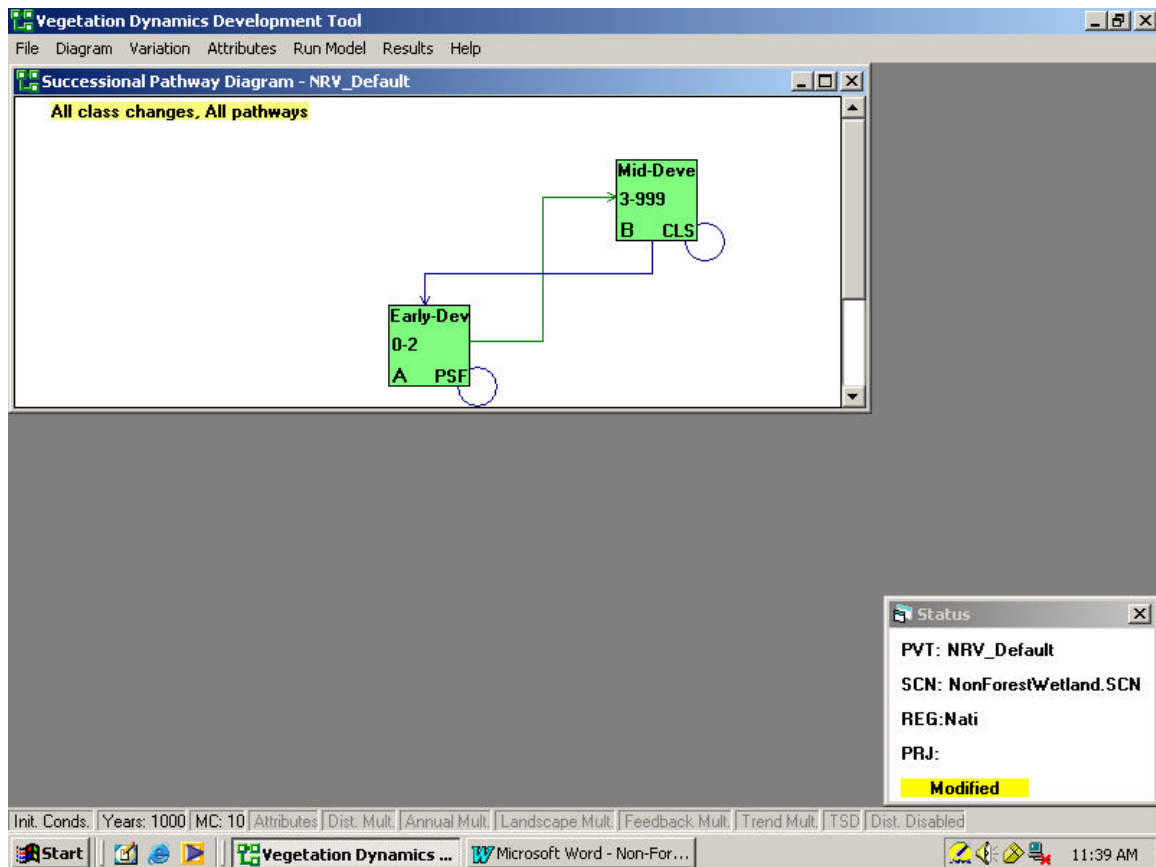 Vegetation Dynamics Development Tool
File Diagram Variation Attributes Run Model Results Help
Successional Pathway Diagram - NRV_Default
All class changes, All pathways
Mid-Deve
3-999
B CLS
Early-Dev
0-2
A PSF
Status
PVT: NRV_Default
SCN: NonForestWetland.SCN
REG:Nati
PRJ:
Modified
Init. Conds. Years: 1000 MC: 10 Attributes Dist. Mult. Annual Mult. Landscape Mult. Feedback Mult. Trend Mult. TSD Dist. Disabled
Start Vegetation Dynamics ... Microsoft Word - Non-For... 11:39 AM